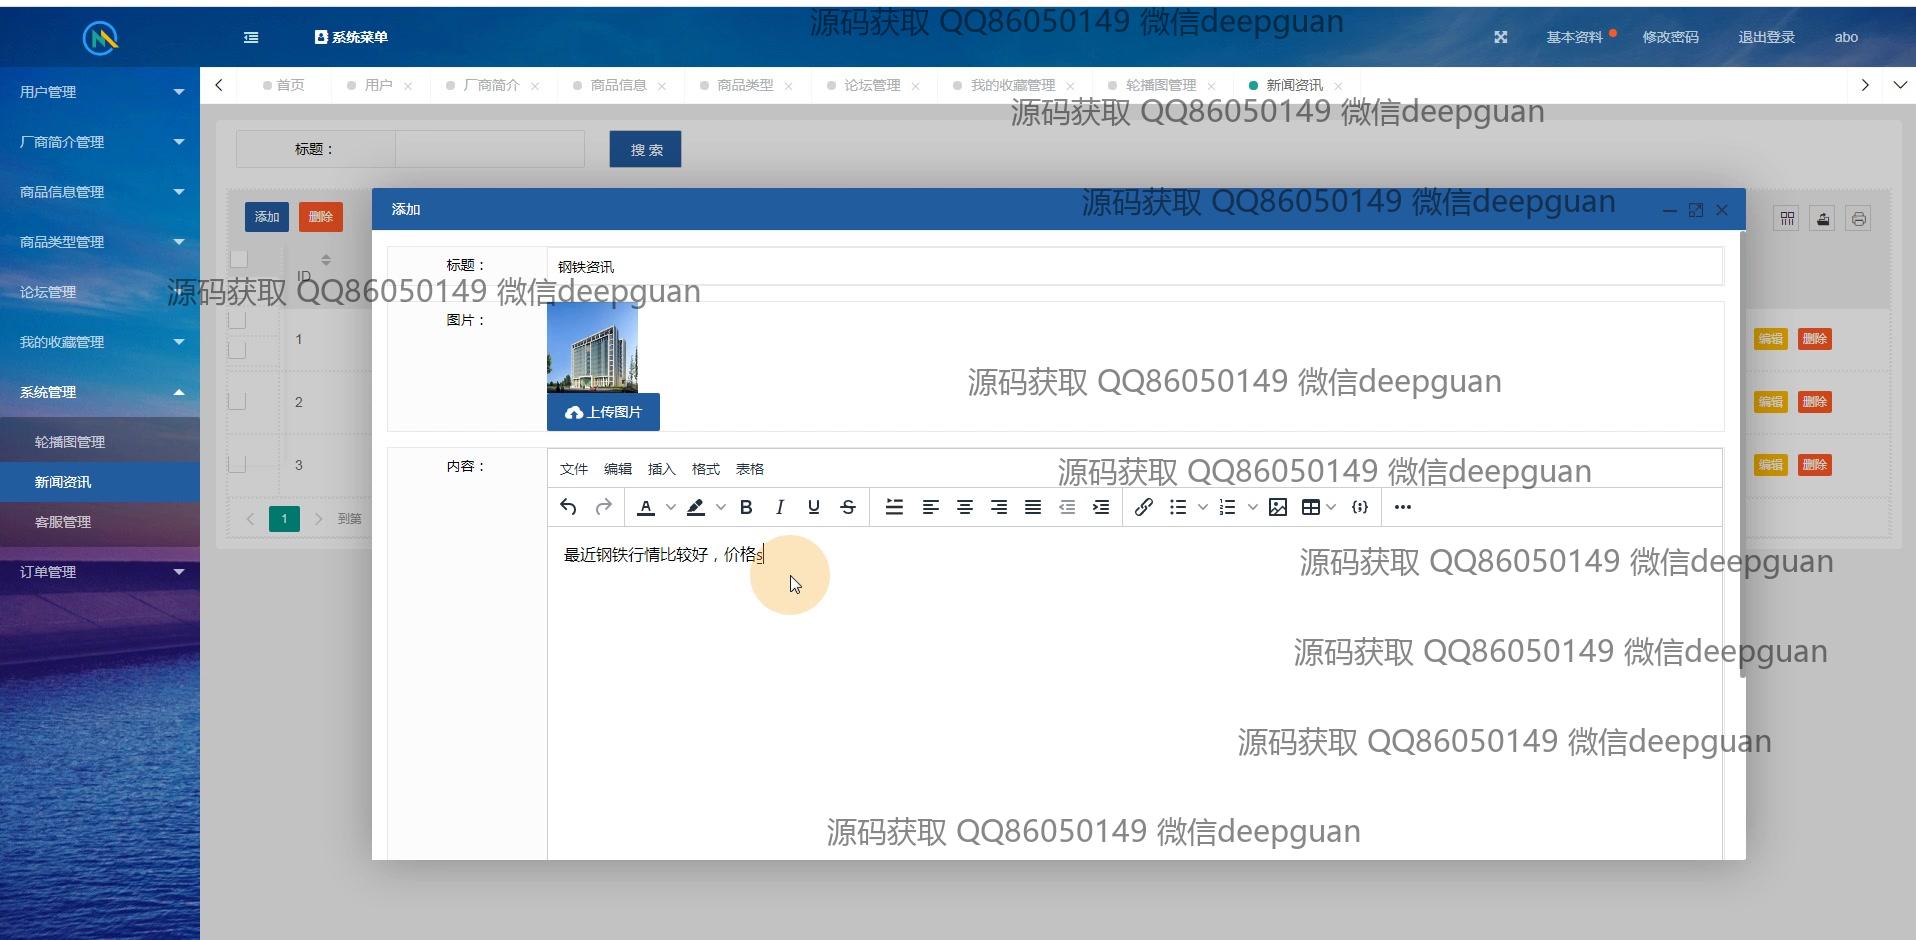 系统菜单
基本资料
修改密码
退出登录
abo
源码获取 QQ86050149 微信deepguan
首页
用户
厂商简介
商品信息
商品类型
论坛管理
我的收藏管理
轮播图管理
新闻资讯
源码获取 QQ86050149 微信deepguan
用户管理
厂商简介管理
商品信息管理
商品类型管理
论坛管理
我的收藏管理
系统管理
轮播图管理
新闻资讯
客服管理
订单管理
标题：
搜 索
添加
删除
ID
1
2
3
1
到第
编辑
删除
编辑
删除
编辑
删除
添加
源码获取 QQ86050149 微信deepguan
标题：
钢铁资讯
源码获取 QQ86050149 微信deepguan
图片：
上传图片
源码获取 QQ86050149 微信deepguan
内容：
文件 编辑 插入 格式 表格
源码获取 QQ86050149 微信deepguan
最近钢铁行情比较好，价格s
源码获取 QQ86050149 微信deepguan
源码获取 QQ86050149 微信deepguan
源码获取 QQ86050149 微信deepguan
源码获取 QQ86050149 微信deepguan